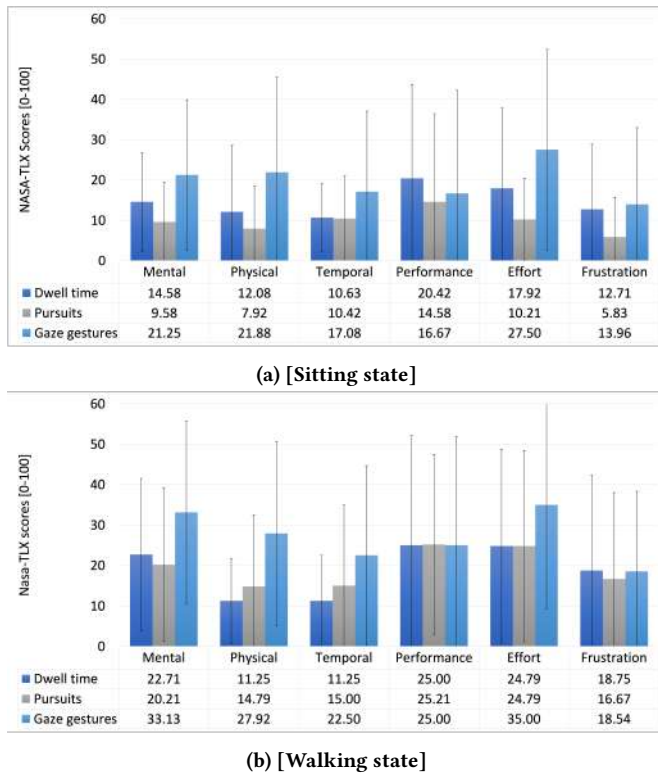 60
50
40
30
20
10
0
NASA-TLX Scores [0-100]
Mental Physical Temporal Performance Effort Frustration
Dwell time 14.58 12.08 10.63 20.42 17.92 12.71
Pursuits 9.58 7.92 10.42 14.58 10.21 5.83
Gaze gestures 21.25 21.88 17.08 16.67 27.50 13.96
(a) [Sitting state]
60
50
40
30
20
10
0
Nasa-TLX scores [0-100]
Mental Physical Temporal Performance Effort Frustration
Dwell time 22.71 11.25 11.25 25.00 24.79 18.75
Pursuits 20.21 14.79 15.00 25.21 24.79 16.67
Gaze gestures 33.13 27.92 22.50 25.00 35.00 18.54
(b) [Walking state]